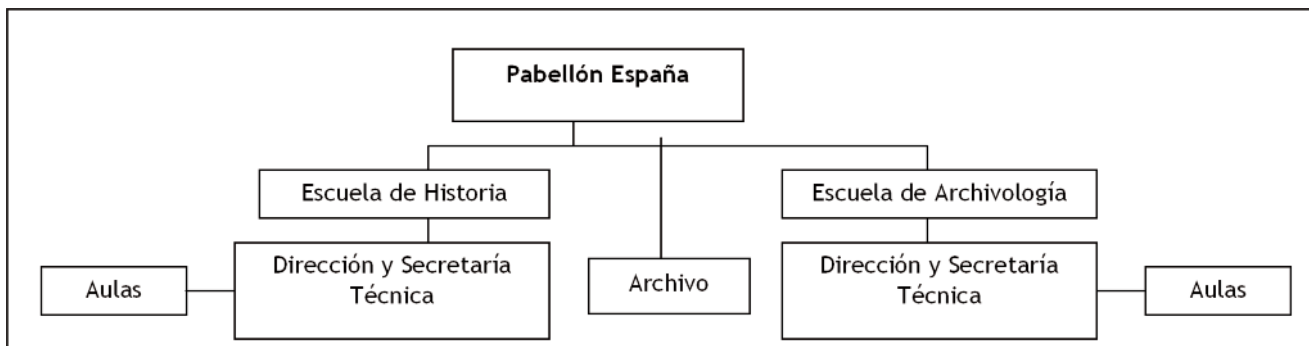 Pabellón España
Escuela de Historia
Escuela de Archivología
Dirección y Secretaría
Técnica
Aulas
Archivo
Dirección y Secretaría
Técnica
Aulas